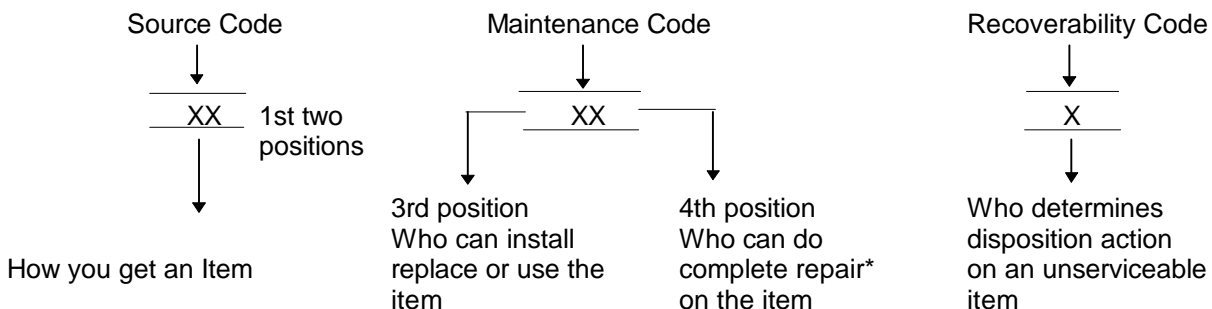 Source Code
XX
1st two
positions
How you get an Item
Maintenance Code
XX
3rd position
Who can install
replace or use the
item
4th position
Who can do
complete repair*
on the item
Recoverability Code
X
Who determines
disposition action
on an unserviceable
item